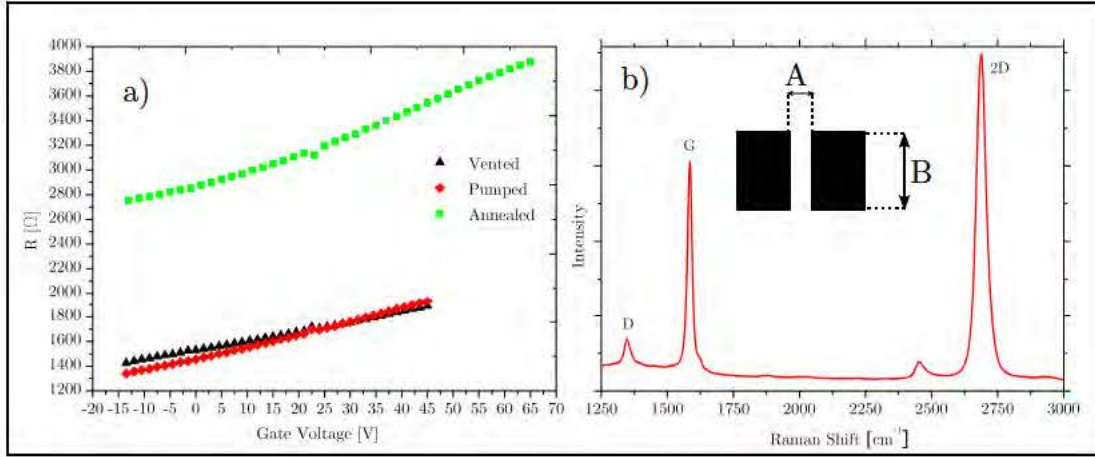 a)
4000
3800
3600
3400
3200
3000
2800
2600
2400
2200
2000
1800
1600
1400
1200
R [Ω]
Vented
Pumped
Annealed
-20 -15 -10 -5 0 5 10 15 20 25 30 35 40 45 50 55 60 65 70
Gate Voltage [V]
b)
A
B
D
G
2D
Intensity
1250 1500 1750 2000 2250 2500 2750 3000
Raman Shift [cm⁻¹]